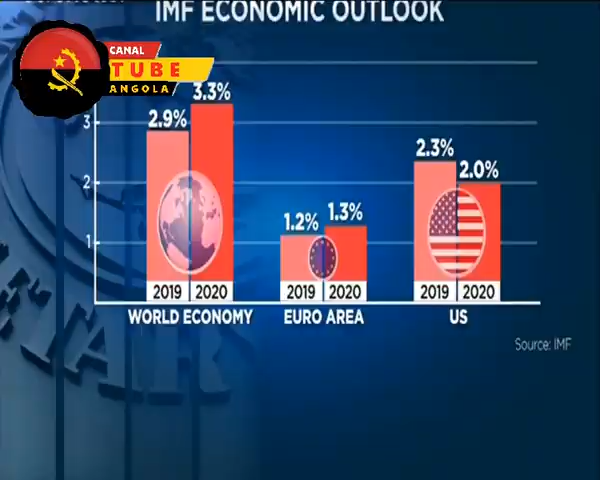 IMF ECONOMIC OUTLOOK
CANAL
TUBE
ANGOLA
3.3%
2.9%
3
2.3%
2.0%
2
1.2%
1.3%
1
2019 2020 2019 2020 2019 2020
WORLD ECONOMY EURO AREA US
Source: IMF